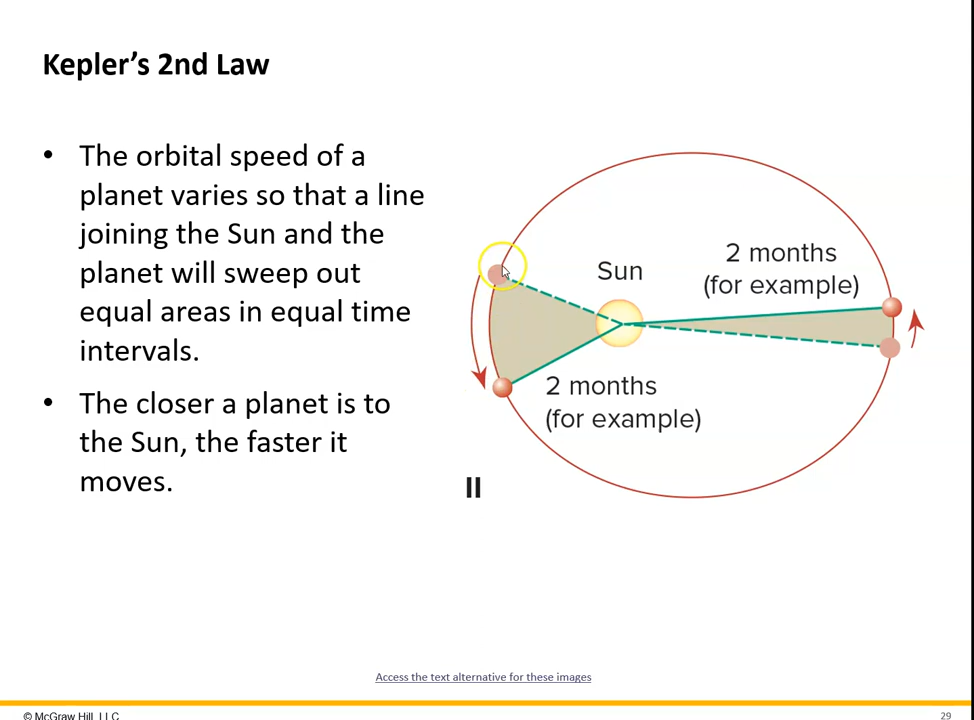 Kepler’s 2nd Law
• The orbital speed of a
planet varies so that a line
joining the Sun and the
planet will sweep out
equal areas in equal time
intervals.
• The closer a planet is to
the Sun, the faster it
moves.
Sun
2 months
(for example)
2 months
(for example)
II
Access the text alternative for these images
© McGraw Hill, LLC
29